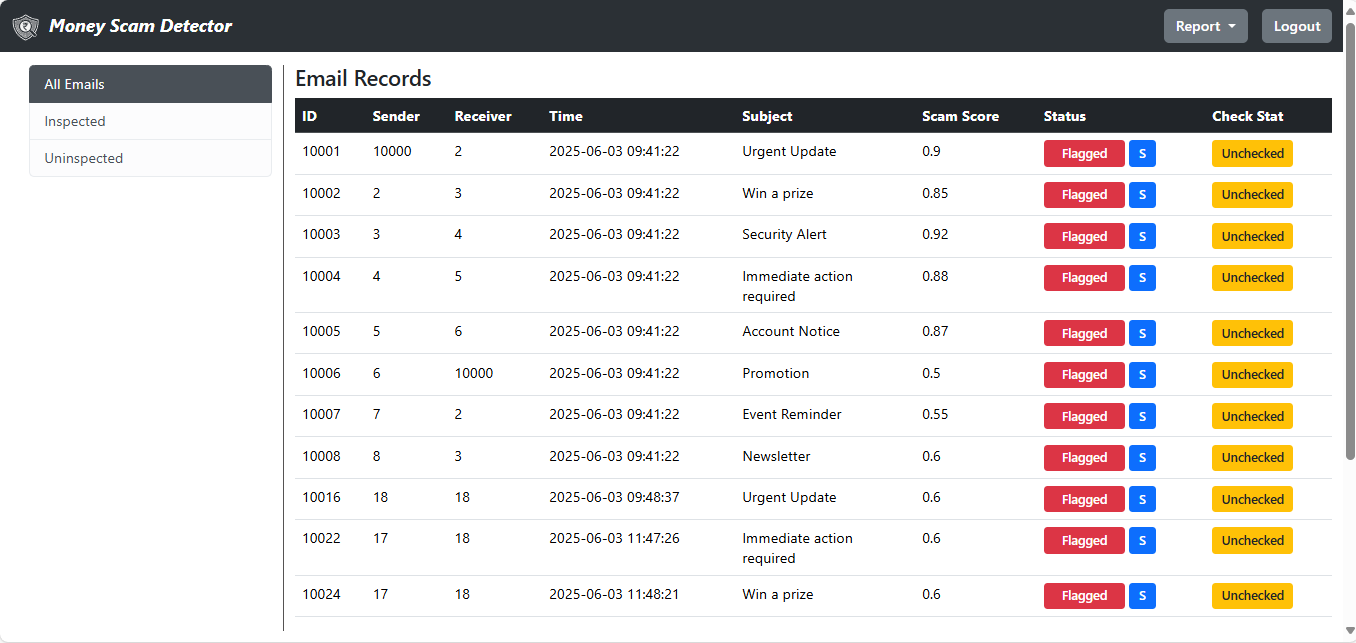 Money Scam Detector Report Logout
All Emails
Inspected
Uninspected
Email Records
ID Sender Receiver Time Subject Scam Score Status Check Stat
10001 10000 2 2025-06-03 09:41:22 Urgent Update 0.9 Flagged S Unchecked
10002 2 3 2025-06-03 09:41:22 Win a prize 0.85 Flagged S Unchecked
10003 3 4 2025-06-03 09:41:22 Security Alert 0.92 Flagged S Unchecked
10004 4 5 2025-06-03 09:41:22 Immediate action 0.88 Flagged S Unchecked
required
10005 5 6 2025-06-03 09:41:22 Account Notice 0.87 Flagged S Unchecked
10006 6 10000 2025-06-03 09:41:22 Promotion 0.5 Flagged S Unchecked
10007 7 2 2025-06-03 09:41:22 Event Reminder 0.55 Flagged S Unchecked
10008 8 3 2025-06-03 09:41:22 Newsletter 0.6 Flagged S Unchecked
10016 18 18 2025-06-03 09:48:37 Urgent Update 0.6 Flagged S Unchecked
10022 17 18 2025-06-03 11:47:26 Immediate action 0.6 Flagged S Unchecked
required
10024 17 18 2025-06-03 11:48:21 Win a prize 0.6 Flagged S Unchecked